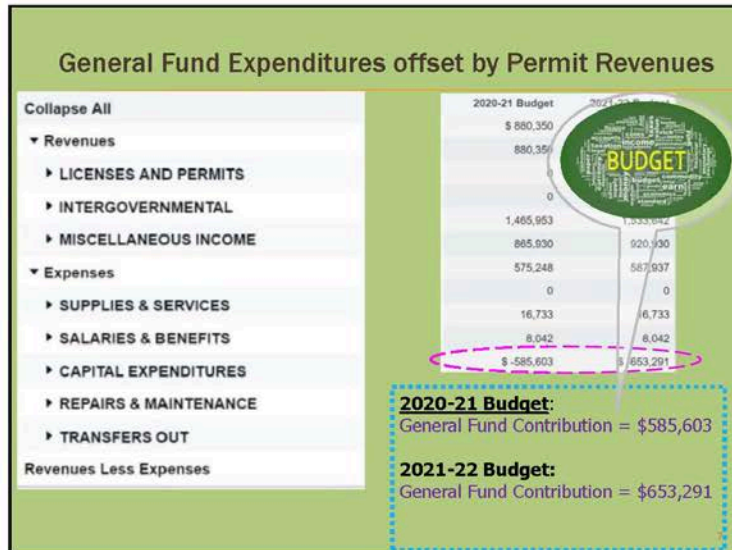 General Fund Expenditures offset by Permit Revenues
Collapse All
Revenues
LICENSES AND PERMITS
INTERGOVERNMENTAL
MISCELLANEOUS INCOME
Expenses
SUPPLIES & SERVICES
SALARIES & BENEFITS
CAPITAL EXPENDITURES
REPAIRS & MAINTENANCE
TRANSFERS OUT
Revenues Less Expenses
2020-21 Budget
$ 880,350
880,350
0
0
1,465,953
865,930
575,248
0
16,733
8,042
$ -585,603
920,930
587,937
0
16,733
8,042
653,291
income
BUDGET
budget
earn
2020-21 Budget:
General Fund Contribution = $585,603
2021-22 Budget:
General Fund Contribution = $653,291